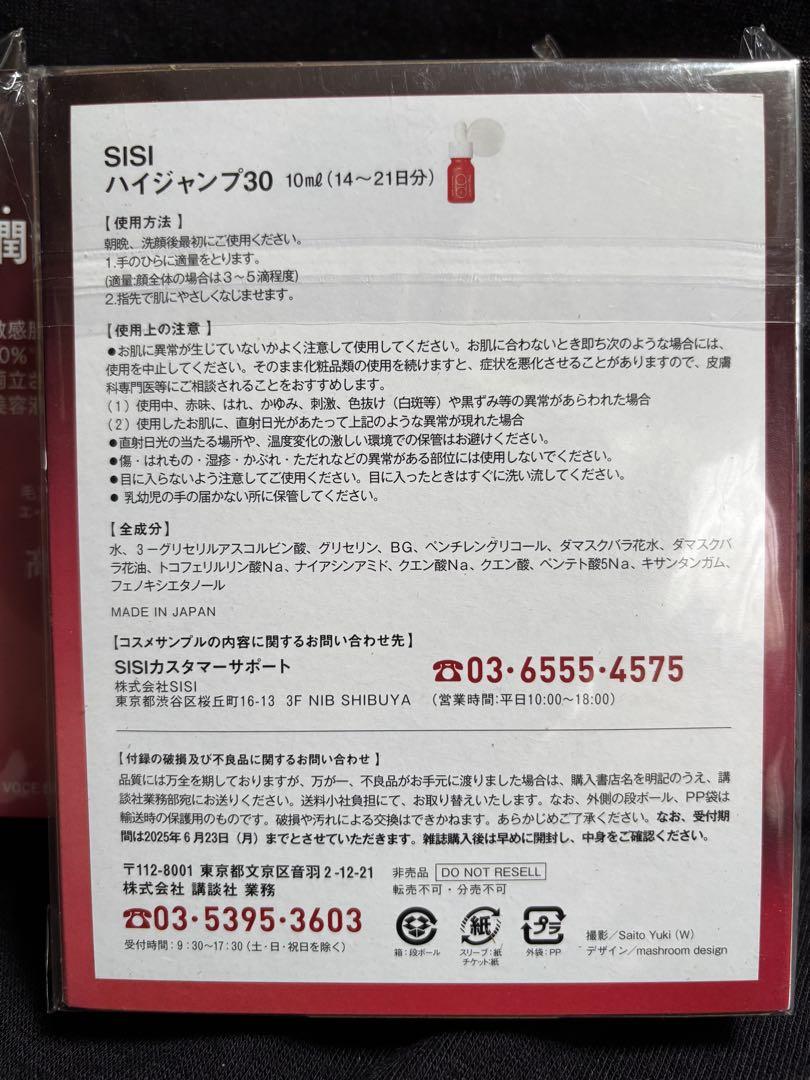 SISI
ハイジャンプ30 10mℓ(14〜21日分)
【使用方法】
朝晩、洗顔後最初にご使用ください。
1.手のひらに適量をとります。
(適量:顔全体の場合は3〜5滴程度)
2.指先で肌にやさしくなじませます。
【使用上の注意】
●お肌に異常が生じていないかよく注意して使用してください。お肌に合わないとき即ち次のような場合には、
使用を中止してください。そのまま化粧品類の使用を続けますと、症状を悪化させることがありますので、皮膚
科専門医等にご相談されることをおすすめします。
(1)使用中、赤味、はれ、かゆみ、刺激、色抜け(白斑等)や黒ずみ等の異常があらわれた場合
(2)使用したお肌に、直射日光があたって上記のような異常が現れた場合
●直射日光の当たる場所や、温度変化の激しい環境での保管はお避けください。
●傷・はれもの・湿疹・かぶれ・ただれなどの異常がある部位には使用しないでください。
●目に入らないよう注意してご使用ください。目に入ったときはすぐに洗い流してください。
●乳幼児の手の届かない所に保管してください。
【全成分】
水、3-グリセリルアスコルビン酸、グリセリン、BG、ペンチレングリコール、ダマスクバラ花水、ダマスクバ
ラ花油、トコフェリルリン酸Na、ナイアシンアミド、クエン酸Na、クエン酸、ペンテト酸5Na、キサンタンガム、
フェノキシエタノール
MADE IN JAPAN
【コスメサンプルの内容に関するお問い合わせ先】
SISIカスタマーサポート
株式会社SISI
東京都渋谷区桜丘町16-13 3F NIB SHIBUYA
☎03・6555・4575
(営業時間:平日10:00〜18:00)
【付録の破損及び不良品に関するお問い合わせ】
品質には万全を期しておりますが、万が一、不良品がお手元に渡りました場合は、購入書店名を明記のうえ、講
談社業務部宛にお送りください。送料小社負担にて、お取り替えいたします。なお、外側の段ボール、PP袋は
輸送時の保護用のものです。破損や汚れによる交換はできかねます。あらかじめご了承ください。なお、受付期
間は2025年6月23日(月)までとさせていただきます。雑誌購入後は早めに開封し、中身をご確認ください。
〒112-8001 東京都文京区音羽2-12-21
株式会社 講談社 業務
☎03・5395・3603
受付時間:9:30〜17:30(土・日・祝日を除く)
非売品 DO NOT RESELL
転売不可・分売不可
箱:段ボール
紙
スリーブ:紙
チケット:紙
プラ
外袋:PP
撮影/Saito Yuki(W)
デザイン/mashroom design
潤
敏感肌
0%
美容液
VOCE